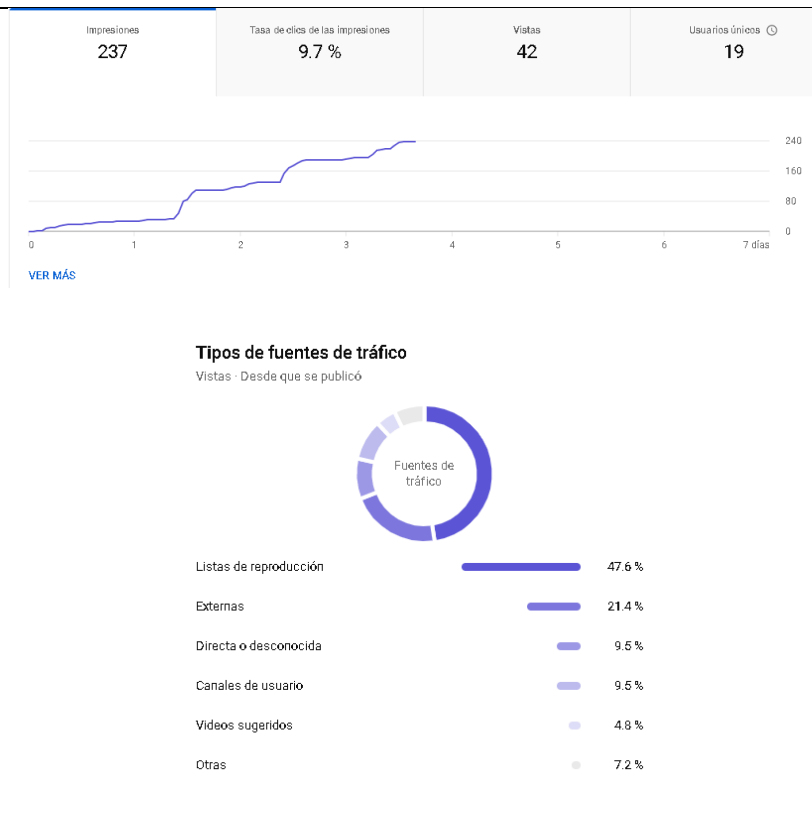 Impresiones
237
Tasa de clics de las impresiones
9.7 %
Vistas
42
Usuarios únicos
19
240
160
80
0
0 1 2 3 4 5 6 7 días
VER MÁS
Tipos de fuentes de tráfico
Vistas · Desde que se publicó
Fuentes de
tráfico
Listas de reproducción 47.6 %
Externas 21.4 %
Directa o desconocida 9.5 %
Canales de usuario 9.5 %
Videos sugeridos 4.8 %
Otras 7.2 %